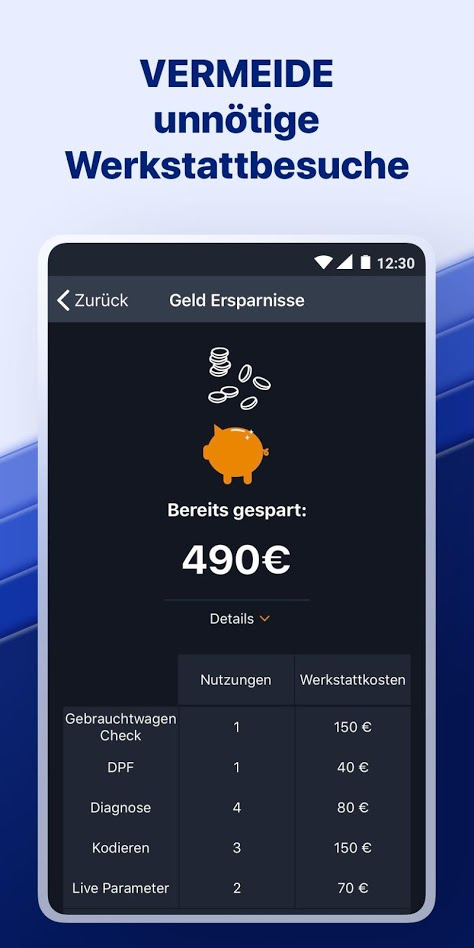 VERMEIDE
unnötige
Werkstattbesuche
12:30
Zurück Geld Ersparnisse
Bereits gespart:
490€
Details
Nutzungen Werkstattkosten
Gebrauchtwagen
Check 1 150 €
DPF 1 40 €
Diagnose 4 80 €
Kodieren 3 150 €
Live Parameter 2 70 €